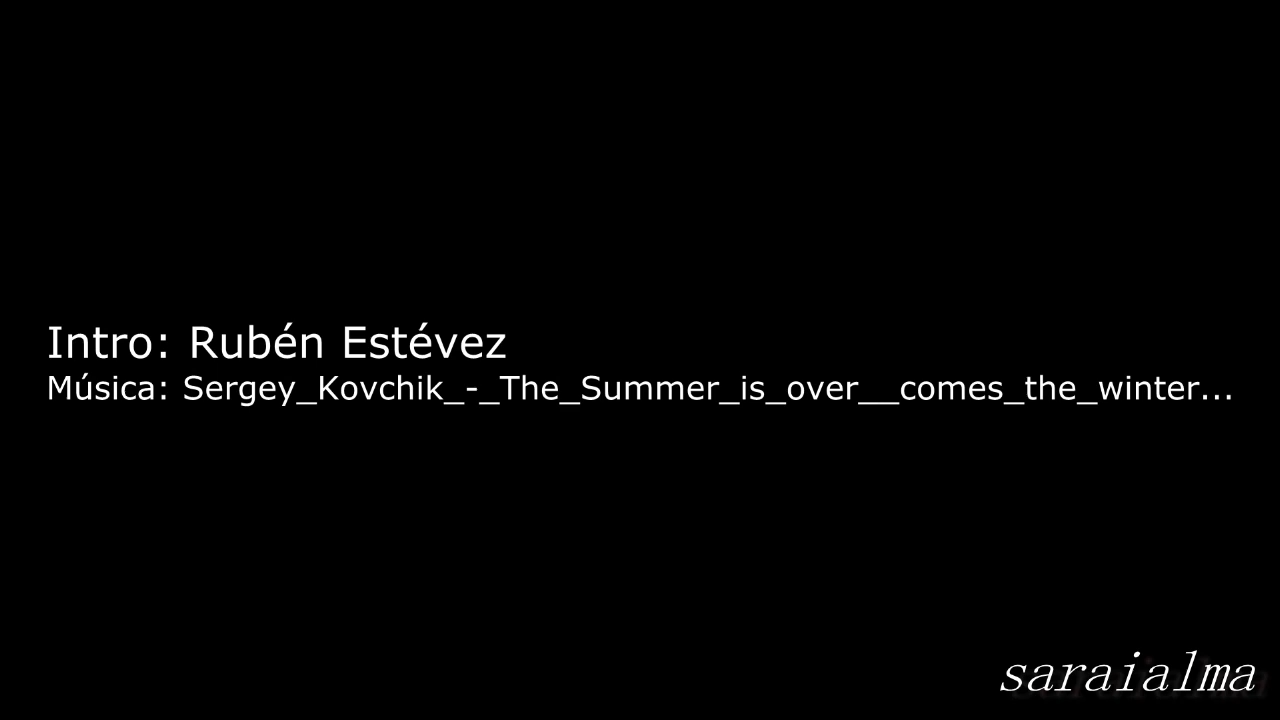 Intro: Rubén Estévez
Música: Sergey_Kovchik_-_The_Summer_is_over__comes_the_winter...
saraialma